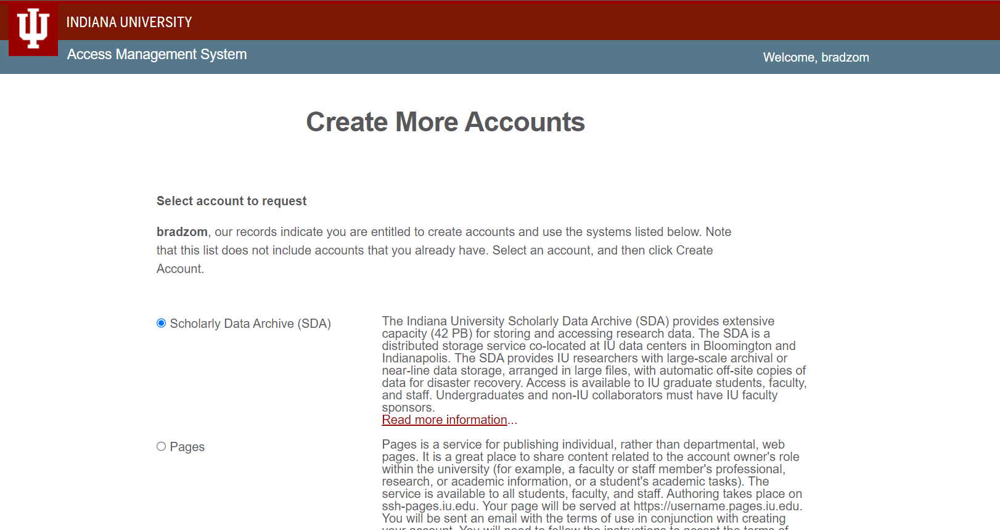 INDIANA UNIVERSITY
Access Management System
Welcome, bradzom
Create More Accounts
Select account to request
bradzom, our records indicate you are entitled to create accounts and use the systems listed below. Note
that this list does not include accounts that you already have. Select an account, and then click Create
Account.
Scholarly Data Archive (SDA)
The Indiana University Scholarly Data Archive (SDA) provides extensive
capacity (42 PB) for storing and accessing research data. The SDA is a
distributed storage service co-located at IU data centers in Bloomington and
Indianapolis. The SDA provides IU researchers with large-scale archival or
near-line data storage, arranged in large files, with automatic off-site copies of
data for disaster recovery. Access is available to IU graduate students, faculty,
and staff. Undergraduates and non-IU collaborators must have IU faculty
sponsors.
Read more information...
Pages
Pages is a service for publishing individual, rather than departmental, web
pages. It is a great place to share content related to the account owner's role
within the university (for example, a faculty or staff member's professional,
research, or academic information, or a student's academic tasks). The
service is available to all students, faculty, and staff. Authoring takes place on
ssh-pages.iu.edu. Your page will be served at https://username.pages.iu.edu.
You will be sent an email with the terms of use in conjunction with creating
your account. You will need to follow the instructions to accept the terms of